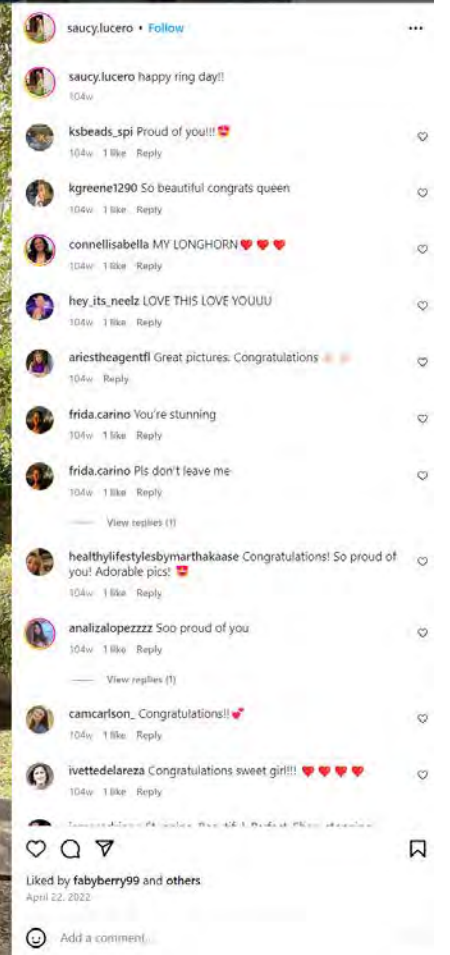 saucy.lucero • Follow
saucy.lucero happy ring day!!
104w
ksbeads_spi Proud of you!!! 😍
104w 1 like Reply
kgreene1290 So beautiful congrats queen
104w 1 like Reply
connellisabella MY LONGHORN❤️ ❤️ ❤️
104w 1 like Reply
hey_its_neelz LOVE THIS LOVE YOUUU
104w 1 like Reply
ariestheagentfl Great pictures. Congratulations
104w Reply
frida.carino You're stunning
104w 1 like Reply
frida.carino Pls don't leave me
104w 1 like Reply
View replies (1)
healthylifestylesbymarthakaase Congratulations! So proud of
you! Adorable pics! 😍
104w 1 like Reply
analizalopezzzz Soo proud of you
104w 1 like Reply
View replies (1)
camcarlson_ Congratulations!! 💕
104w 1 like Reply
ivettedelareza Congratulations sweet girl!!! ❤️ ❤️ ❤️ ❤️
104w 1 like Reply
Liked by fabyberry99 and others
April 22, 2022
Add a comment...